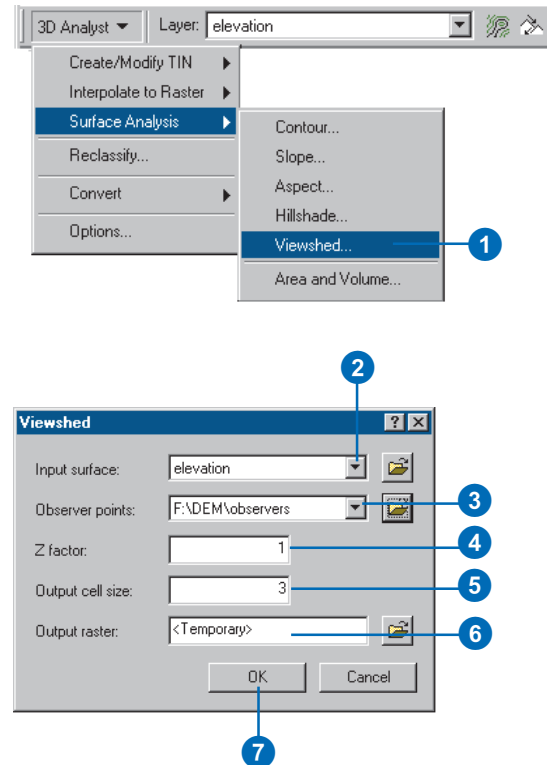 3D Analyst Layer: elevation
Create/Modify TIN
Interpolate to Raster
Surface Analysis
Reclassify...
Convert
Options...
Contour...
Slope...
Aspect...
Hillshade...
Viewshed...
1
Area and Volume...
2
Viewshed ? X
Input surface: elevation
Observer points: F:\DEM\observers
3
Z factor: 1
4
Output cell size: 3
5
Output raster: <Temporary>
6
OK Cancel
7